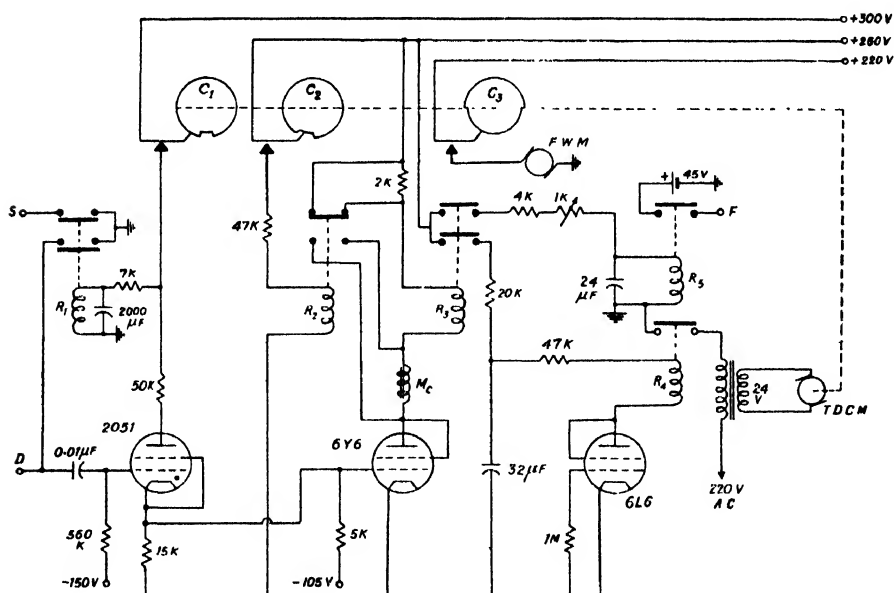 +300V
+260V
+220V
C1
C2
C3
FWM
2K
4K
1K
+
45V
S
F
47K
7K
20K
24
μF
R5
R1
2000
μF
R2
R3
47K
R4
50K
Mc
24
V
TDCM
2051
6Y6
D
0·01μF
32μF
6L6
220V
AC
560
K
15K
5K
1M
-150V
-105V